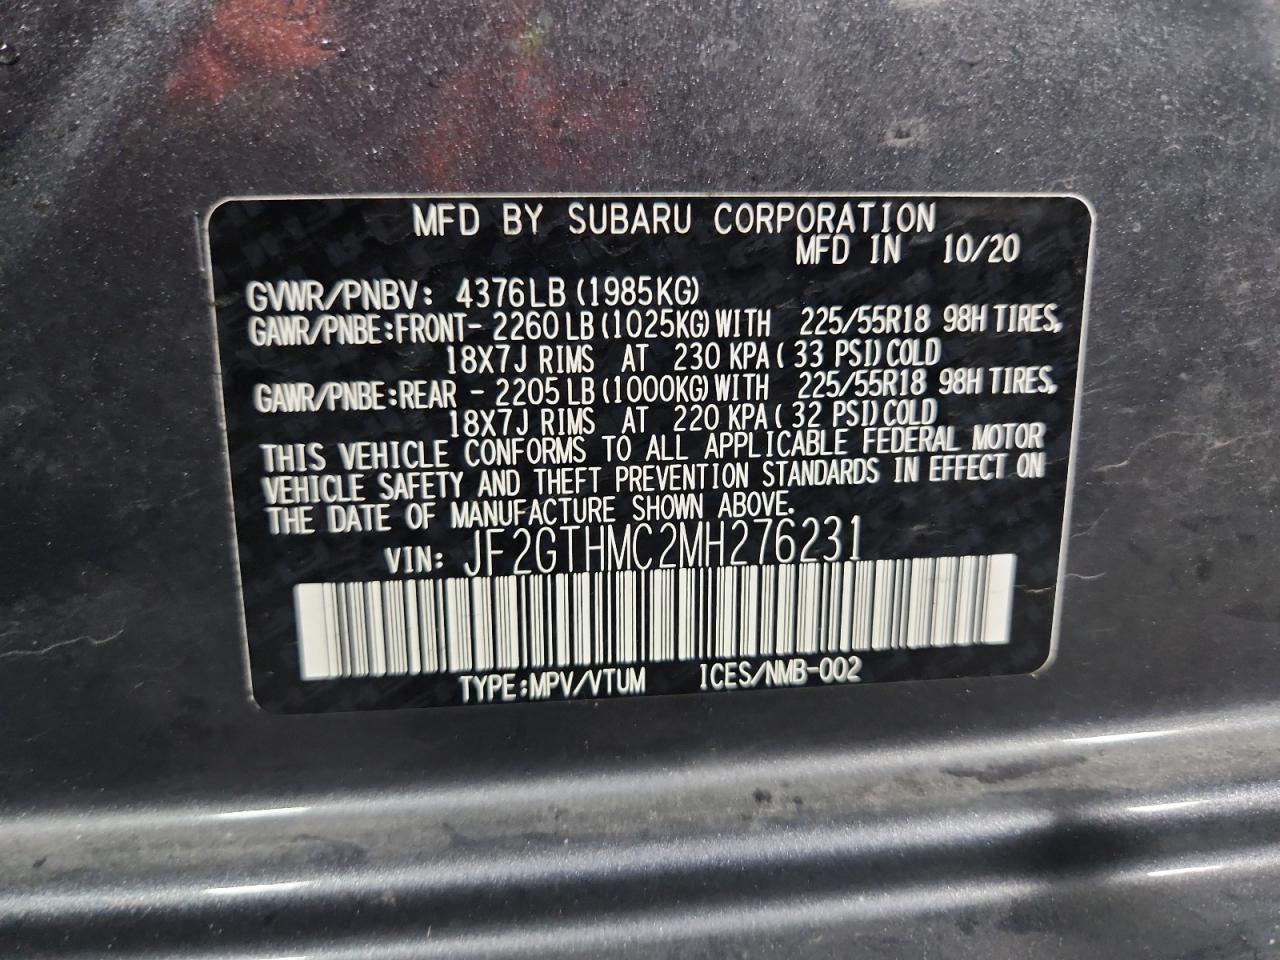 MFD BY SUBARU CORPORATION
MFD IN 10/20
GVWR/PNBV: 4376LB (1985KG)
GAWR/PNBE:FRONT- 2260 LB (1025KG) WITH 225/55R18 98H TIRES,
18X7J RIMS AT 230 KPA ( 33 PSI) COLD
GAWR/PNBE:REAR - 2205 LB (1000KG) WITH 225/55R18 98H TIRES,
18X7J RIMS AT 220 KPA ( 32 PSI) COLD
THIS VEHICLE CONFORMS TO ALL APPLICABLE FEDERAL MOTOR
VEHICLE SAFETY AND THEFT PREVENTION STANDARDS IN EFFECT ON
THE DATE OF MANUFACTURE SHOWN ABOVE.
VIN: JF2GTHMC2MH276231
TYPE:MPV/VTUM ICES/NMB-002